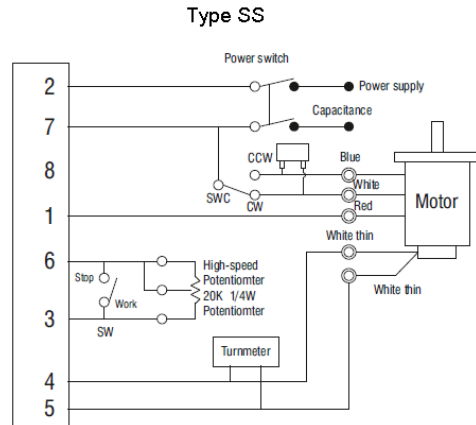 Type SS
Power switch
2
Power supply
Capacitance
7
CCW
Blue
8
White
SWC
CW
Red
1
Motor
White thin
6
High-speed
Stop
Potentiomter
20K 1/4W
Work
Potentiomter
White thin
3
SW
Turnmeter
4
5